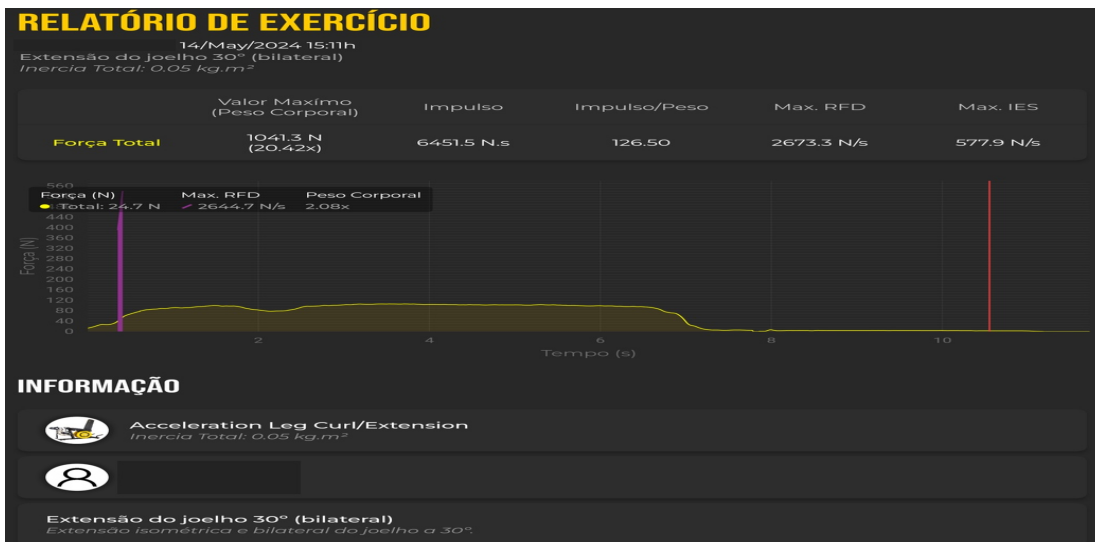 RELATÓRIO DE EXERCÍCIO
14/May/2024 15:11h
Extensão do joelho 30° (bilateral)
Inercia Total: 0.05 kg.m²
Valor Maxímo (Peso Corporal) Impulso Impulso/Peso Max. RFD Max. IES
Força Total 1041.3 N (20.42x) 6451.5 N.s 126.50 2673.3 N/s 577.9 N/s
560
Força (N) Max. RFD Peso Corporal
Total: 24.7 N 2644.7 N/s 2.08x
440
400
360
320
280
240
200
160
120
80
40
0
Força (N)
2 4 6 8 10
Tempo (s)
INFORMAÇÃO
Acceleration Leg Curl/Extension
Inercia Total: 0.05 kg.m²
Extensão do joelho 30° (bilateral)
Extensão isométrica e bilateral do joelho a 30°.